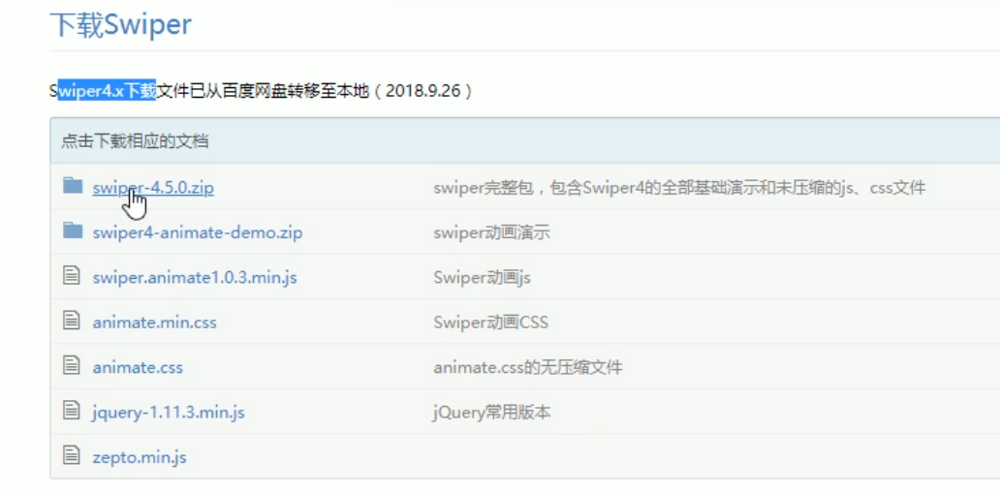 下载Swiper
Swiper4.x下载文件已从百度网盘转移至本地（2018.9.26）
点击下载相应的文档
swiper-4.5.0.zip swiper完整包，包含Swiper4的全部基础演示和未压缩的js、css文件
swiper4-animate-demo.zip swiper动画演示
swiper.animate1.0.3.min.js Swiper动画js
animate.min.css Swiper动画CSS
animate.css animate.css的无压缩文件
jquery-1.11.3.min.js jQuery常用版本
zepto.min.js